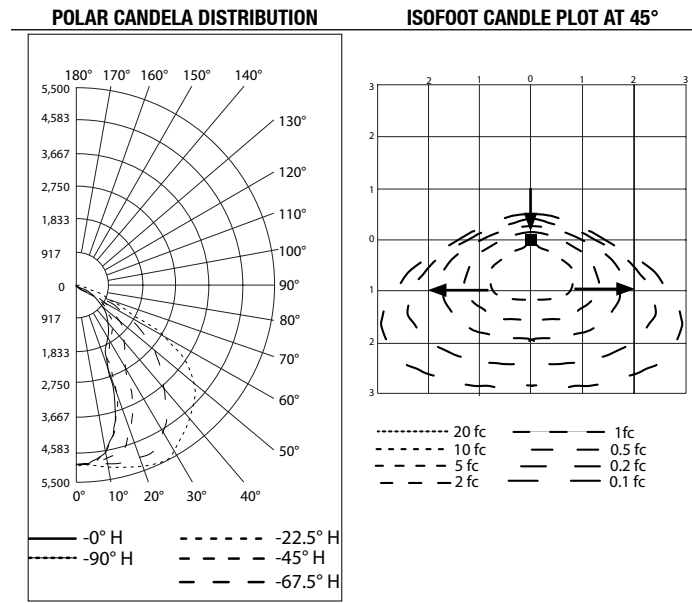 POLAR CANDELA DISTRIBUTION
180° 170° 160° 150° 140°
5,500
4,583
3,667
2,750
1,833
917
0
917
1,833
2,750
3,667
4,583
5,500
130°
120°
110°
100°
90°
80°
70°
60°
50°
0° 10° 20° 30° 40°
-0° H
-90° H
-22.5° H
-45° H
-67.5° H
ISOFOOT CANDLE PLOT AT 45°
2 1 0 1 2 3
3
2
1
0
1
2
3
20 fc
10 fc
5 fc
2 fc
1fc
0.5 fc
0.2 fc
0.1 fc